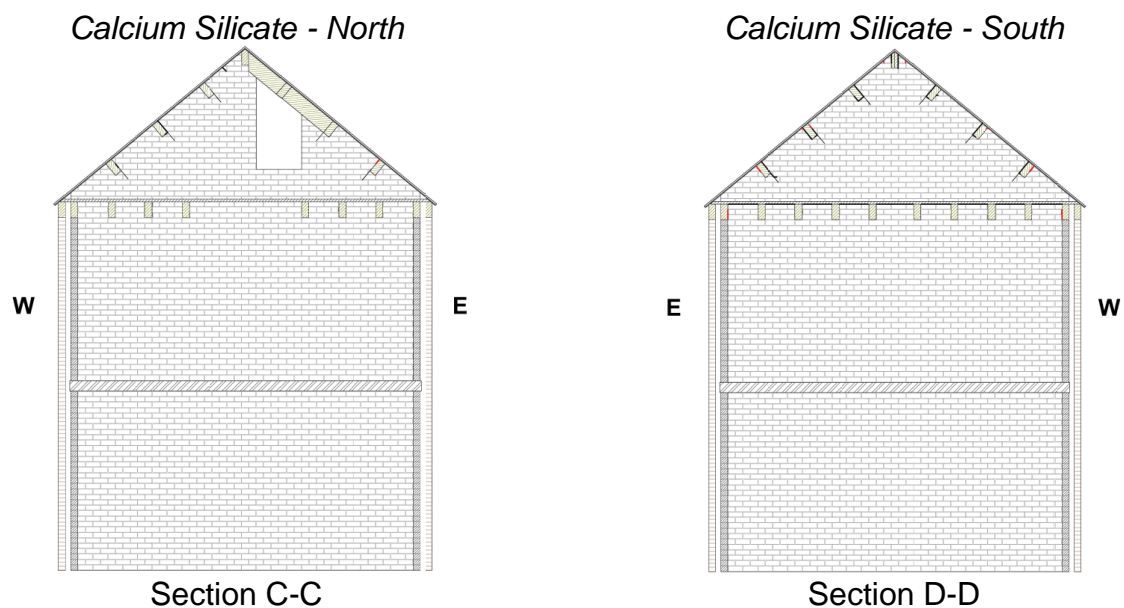 Calcium Silicate - North
Calcium Silicate - South
W
E
E
W
Section C-C
Section D-D